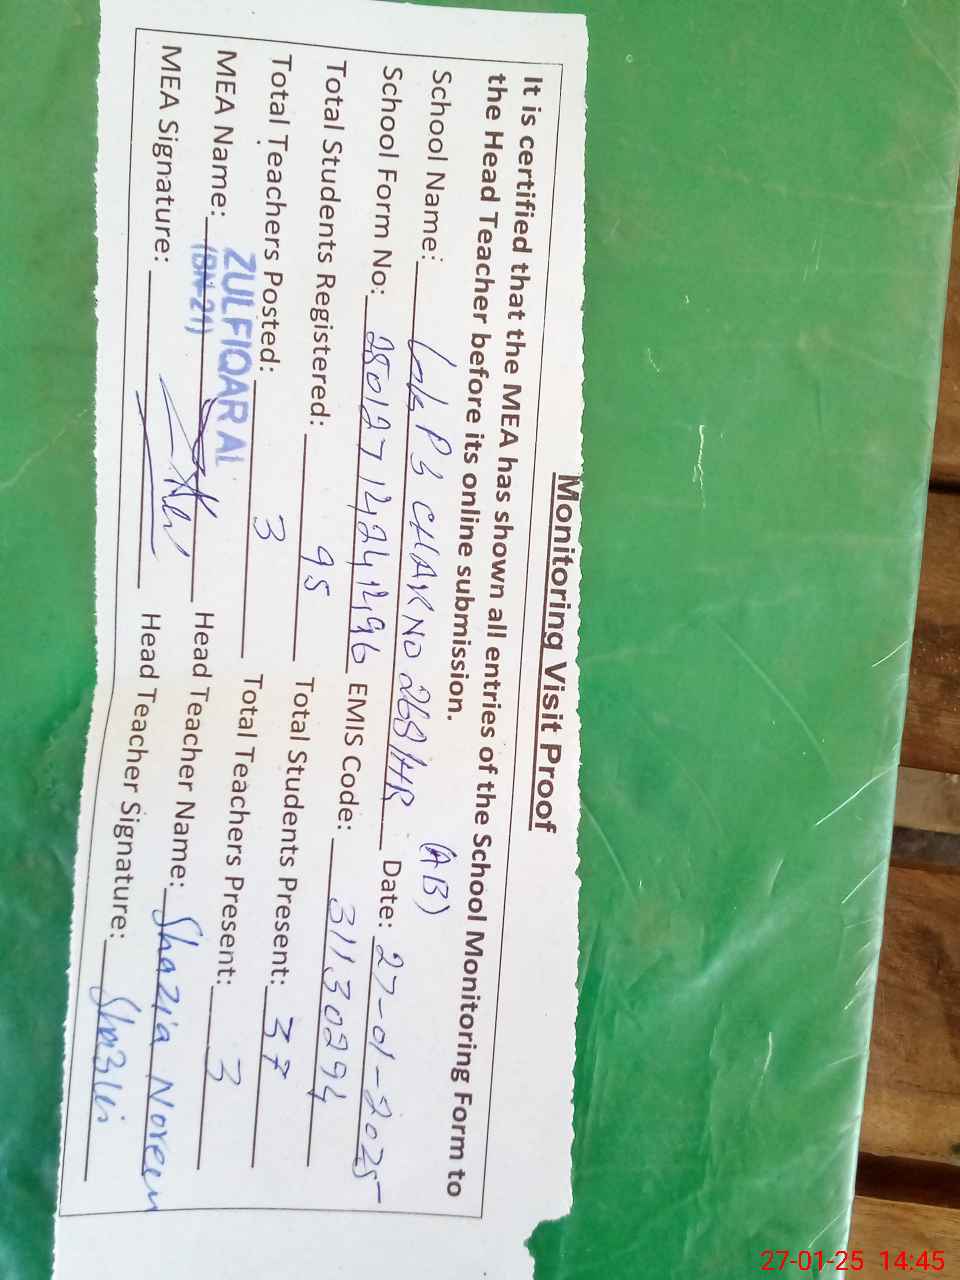 Monitoring Visit Proof
It is certified that the MEA has shown all entries of the School Monitoring Form to
the Head Teacher before its online submission.
(AB)
School Name: PS CHAK NO 268/HR Date: 27-01-2025
School Form No: EMIS Code: 31130294
Total Students Registered: 95 Total Students Present: 37
Total Teachers Posted: 3 Total Teachers Present: 3
MEA Name: ZULFIQAR AL Head Teacher Name: Shazia Noreen
(BN-21)
MEA Signature: Head Teacher Signature:
27-01-25 14:45